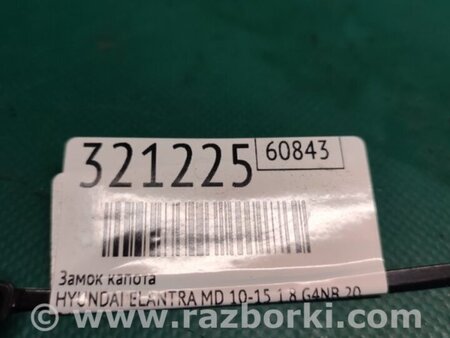 321225 60843
Замок капота
HYUNDAI ELANTRA MD 10-15 1.8 G4NB 20
© www.razborki.com